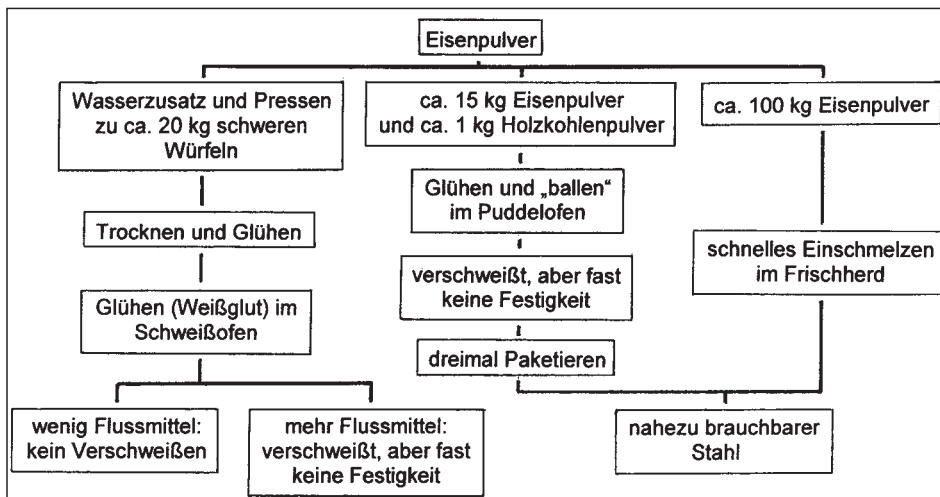 Eisenpulver
Wasserzusatz und Pressen
zu ca. 20 kg schweren
Würfeln
ca. 15 kg Eisenpulver
und ca. 1 kg Holzkohlenpulver
ca. 100 kg Eisenpulver
Glühen und „ballen“
im Puddelofen
Trocknen und Glühen
schnelles Einschmelzen
im Frischherd
verschweißt, aber fast
keine Festigkeit
Glühen (Weißglut) im
Schweißofen
dreimal Paketieren
wenig Flussmittel:
kein Verschweißen
mehr Flussmittel:
verschweißt, aber fast
keine Festigkeit
nahezu brauchbarer
Stahl